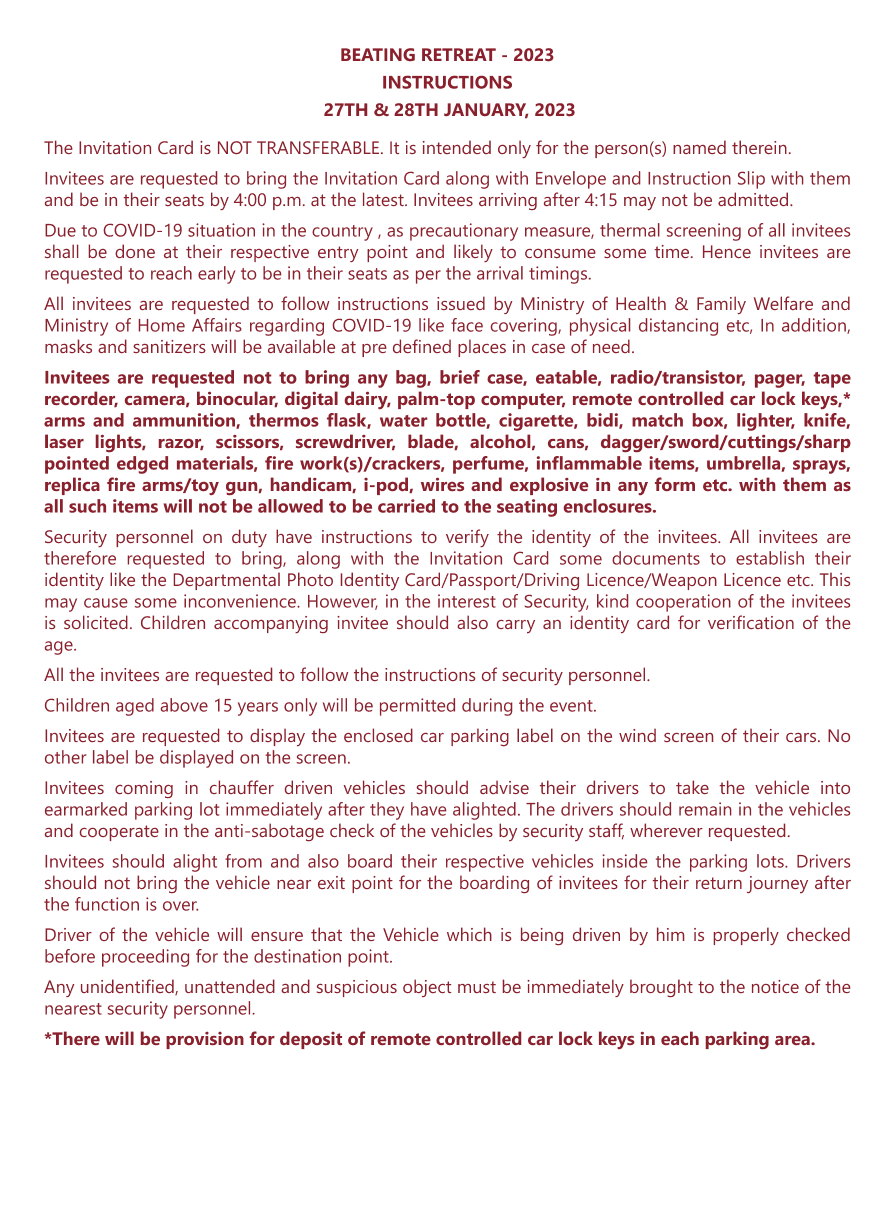 BEATING RETREAT - 2023
INSTRUCTIONS
27TH & 28TH JANUARY, 2023
The Invitation Card is NOT TRANSFERABLE. It is intended only for the person(s) named therein.
Invitees are requested to bring the Invitation Card along with Envelope and Instruction Slip with them
and be in their seats by 4:00 p.m. at the latest. Invitees arriving after 4:15 may not be admitted.
Due to COVID-19 situation in the country , as precautionary measure, thermal screening of all invitees
shall be done at their respective entry point and likely to consume some time. Hence invitees are
requested to reach early to be in their seats as per the arrival timings.
All invitees are requested to follow instructions issued by Ministry of Health & Family Welfare and
Ministry of Home Affairs regarding COVID-19 like face covering, physical distancing etc, In addition,
masks and sanitizers will be available at pre defined places in case of need.
Invitees are requested not to bring any bag, brief case, eatable, radio/transistor, pager, tape
recorder, camera, binocular, digital dairy, palm-top computer, remote controlled car lock keys,*
arms and ammunition, thermos flask, water bottle, cigarette, bidi, match box, lighter, knife,
laser lights, razor, scissors, screwdriver, blade, alcohol, cans, dagger/sword/cuttings/sharp
pointed edged materials, fire work(s)/crackers, perfume, inflammable items, umbrella, sprays,
replica fire arms/toy gun, handicam, i-pod, wires and explosive in any form etc. with them as
all such items will not be allowed to be carried to the seating enclosures.
Security personnel on duty have instructions to verify the identity of the invitees. All invitees are
therefore requested to bring, along with the Invitation Card some documents to establish their
identity like the Departmental Photo Identity Card/Passport/Driving Licence/Weapon Licence etc. This
may cause some inconvenience. However, in the interest of Security, kind cooperation of the invitees
is solicited. Children accompanying invitee should also carry an identity card for verification of the
age.
All the invitees are requested to follow the instructions of security personnel.
Children aged above 15 years only will be permitted during the event.
Invitees are requested to display the enclosed car parking label on the wind screen of their cars. No
other label be displayed on the screen.
Invitees coming in chauffer driven vehicles should advise their drivers to take the vehicle into
earmarked parking lot immediately after they have alighted. The drivers should remain in the vehicles
and cooperate in the anti-sabotage check of the vehicles by security staff, wherever requested.
Invitees should alight from and also board their respective vehicles inside the parking lots. Drivers
should not bring the vehicle near exit point for the boarding of invitees for their return journey after
the function is over.
Driver of the vehicle will ensure that the Vehicle which is being driven by him is properly checked
before proceeding for the destination point.
Any unidentified, unattended and suspicious object must be immediately brought to the notice of the
nearest security personnel.
*There will be provision for deposit of remote controlled car lock keys in each parking area.